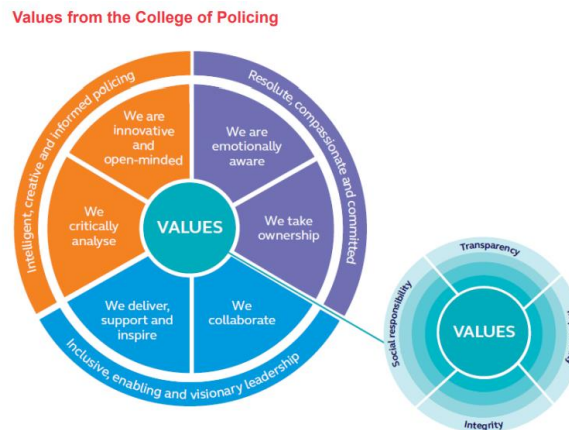 Values from the College of Policing
Intelligent, creative and informed policing
Resolute, compassionate and committed
We are
innovative
and
open-minded
We are
emotionally
aware
We
critically
analyse
VALUES
We take
ownership
We deliver,
support and
inspire
We
collaborate
Inclusive, enabling and visionary leadership
Transparency
Social responsibility
VALUES
Integrity